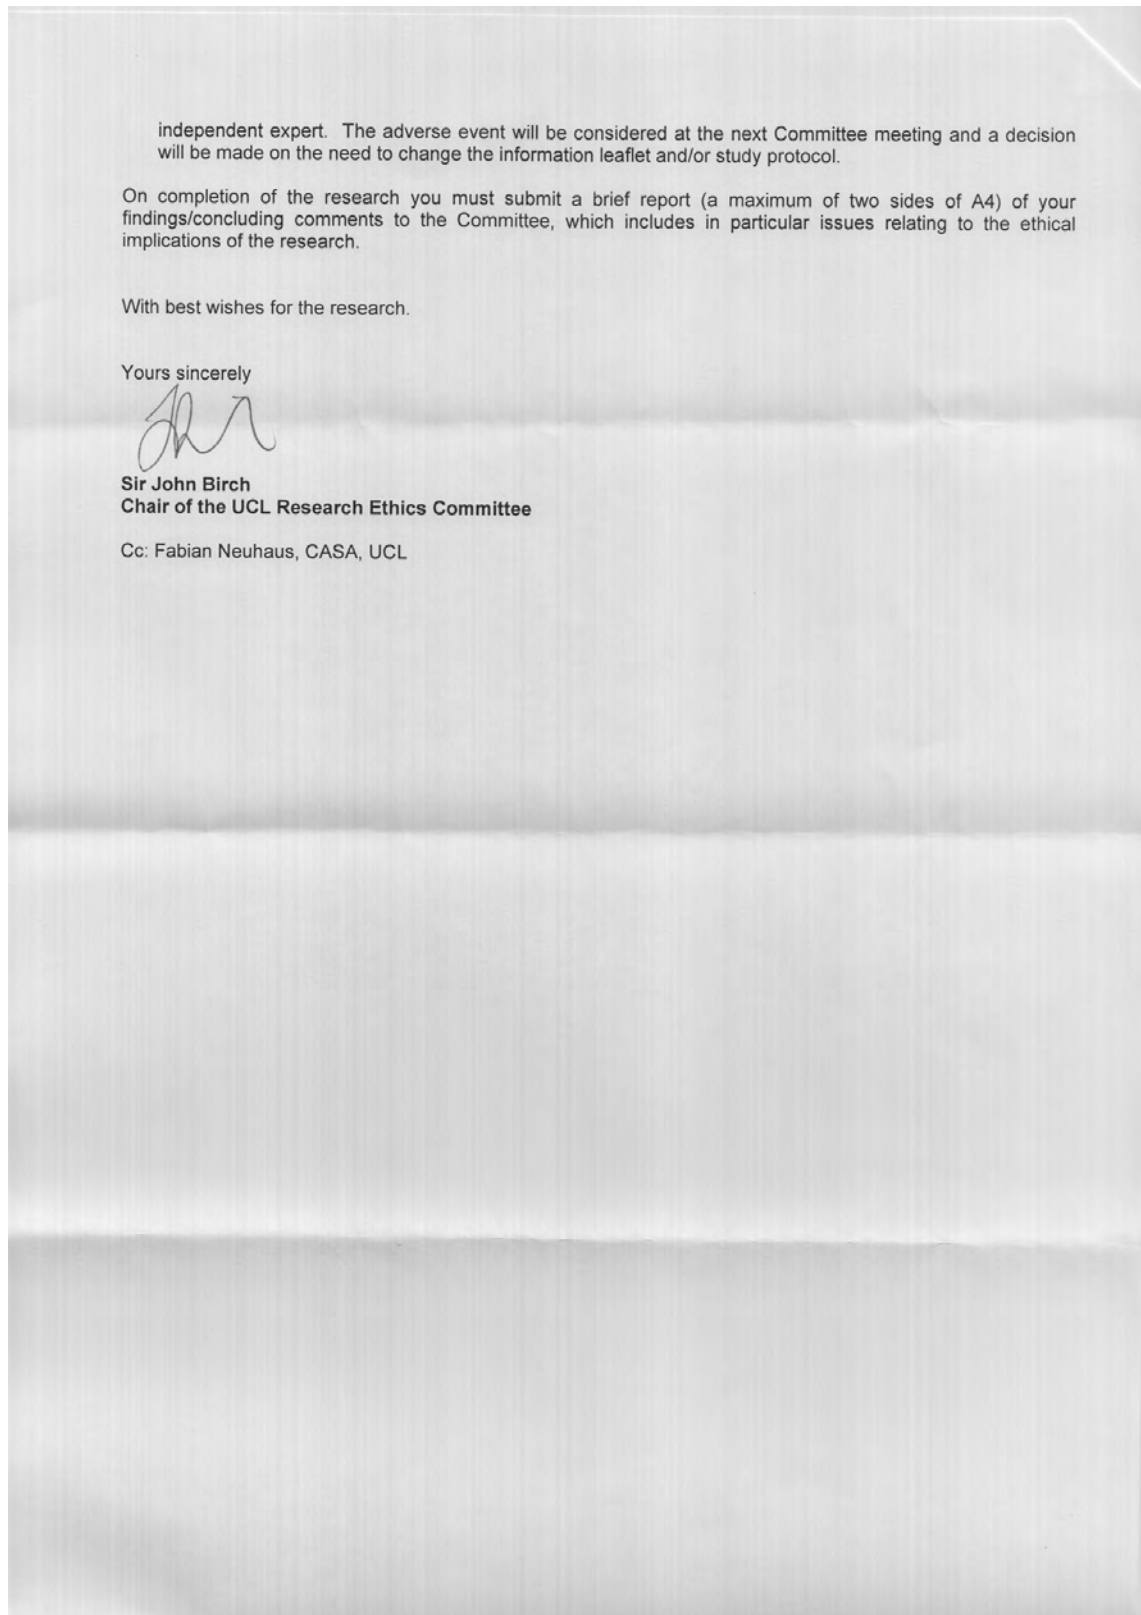 independent expert. The adverse event will be considered at the next Committee meeting and a decision
will be made on the need to change the information leaflet and/or study protocol.
On completion of the research you must submit a brief report (a maximum of two sides of A4) of your
findings/concluding comments to the Committee, which includes in particular issues relating to the ethical
implications of the research.
With best wishes for the research.
Yours sincerely
Sir John Birch
Chair of the UCL Research Ethics Committee
Cc: Fabian Neuhaus, CASA, UCL